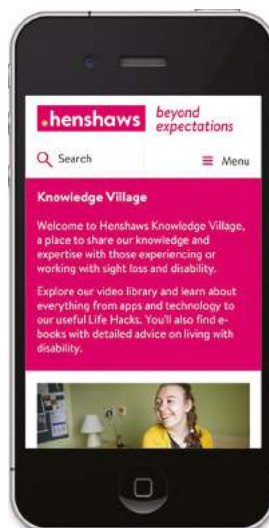 .henshaws
beyond
expectations
Search
Menu
Knowledge Village
Welcome to Henshaws Knowledge Village,
a place to share our knowledge and
expertise with those experiencing or
working with sight loss and disability.
Explore our video library and learn about
everything from apps and technology to
our useful Life Hacks. You'll also find e-
books with detailed advice on living with
disability.